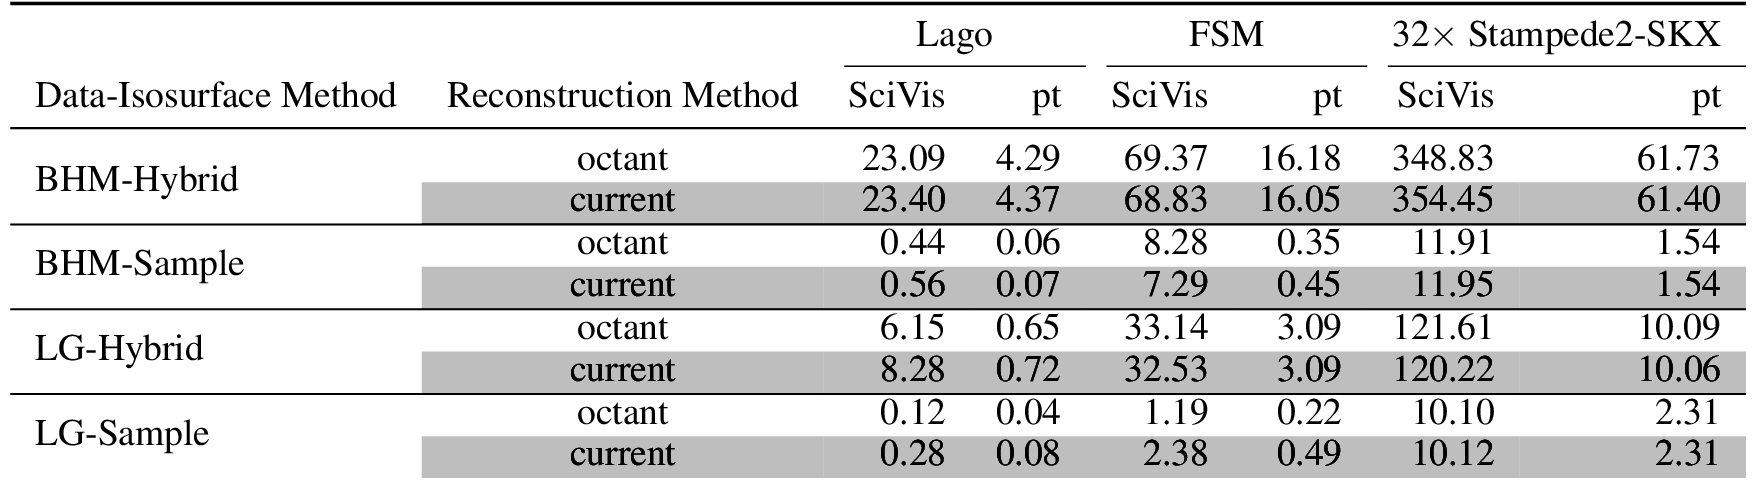 Lago FSM 32× Stampede2-SKX
Data-Isosurface Method Reconstruction Method SciVis pt SciVis pt SciVis pt
BHM-Hybrid octant 23.09 4.29 69.37 16.18 348.83 61.73
current 23.40 4.37 68.83 16.05 354.45 61.40
BHM-Sample octant 0.44 0.06 8.28 0.35 11.91 1.54
current 0.56 0.07 7.29 0.45 11.95 1.54
LG-Hybrid octant 6.15 0.65 33.14 3.09 121.61 10.09
current 8.28 0.72 32.53 3.09 120.22 10.06
LG-Sample octant 0.12 0.04 1.19 0.22 10.10 2.31
current 0.28 0.08 2.38 0.49 10.12 2.31